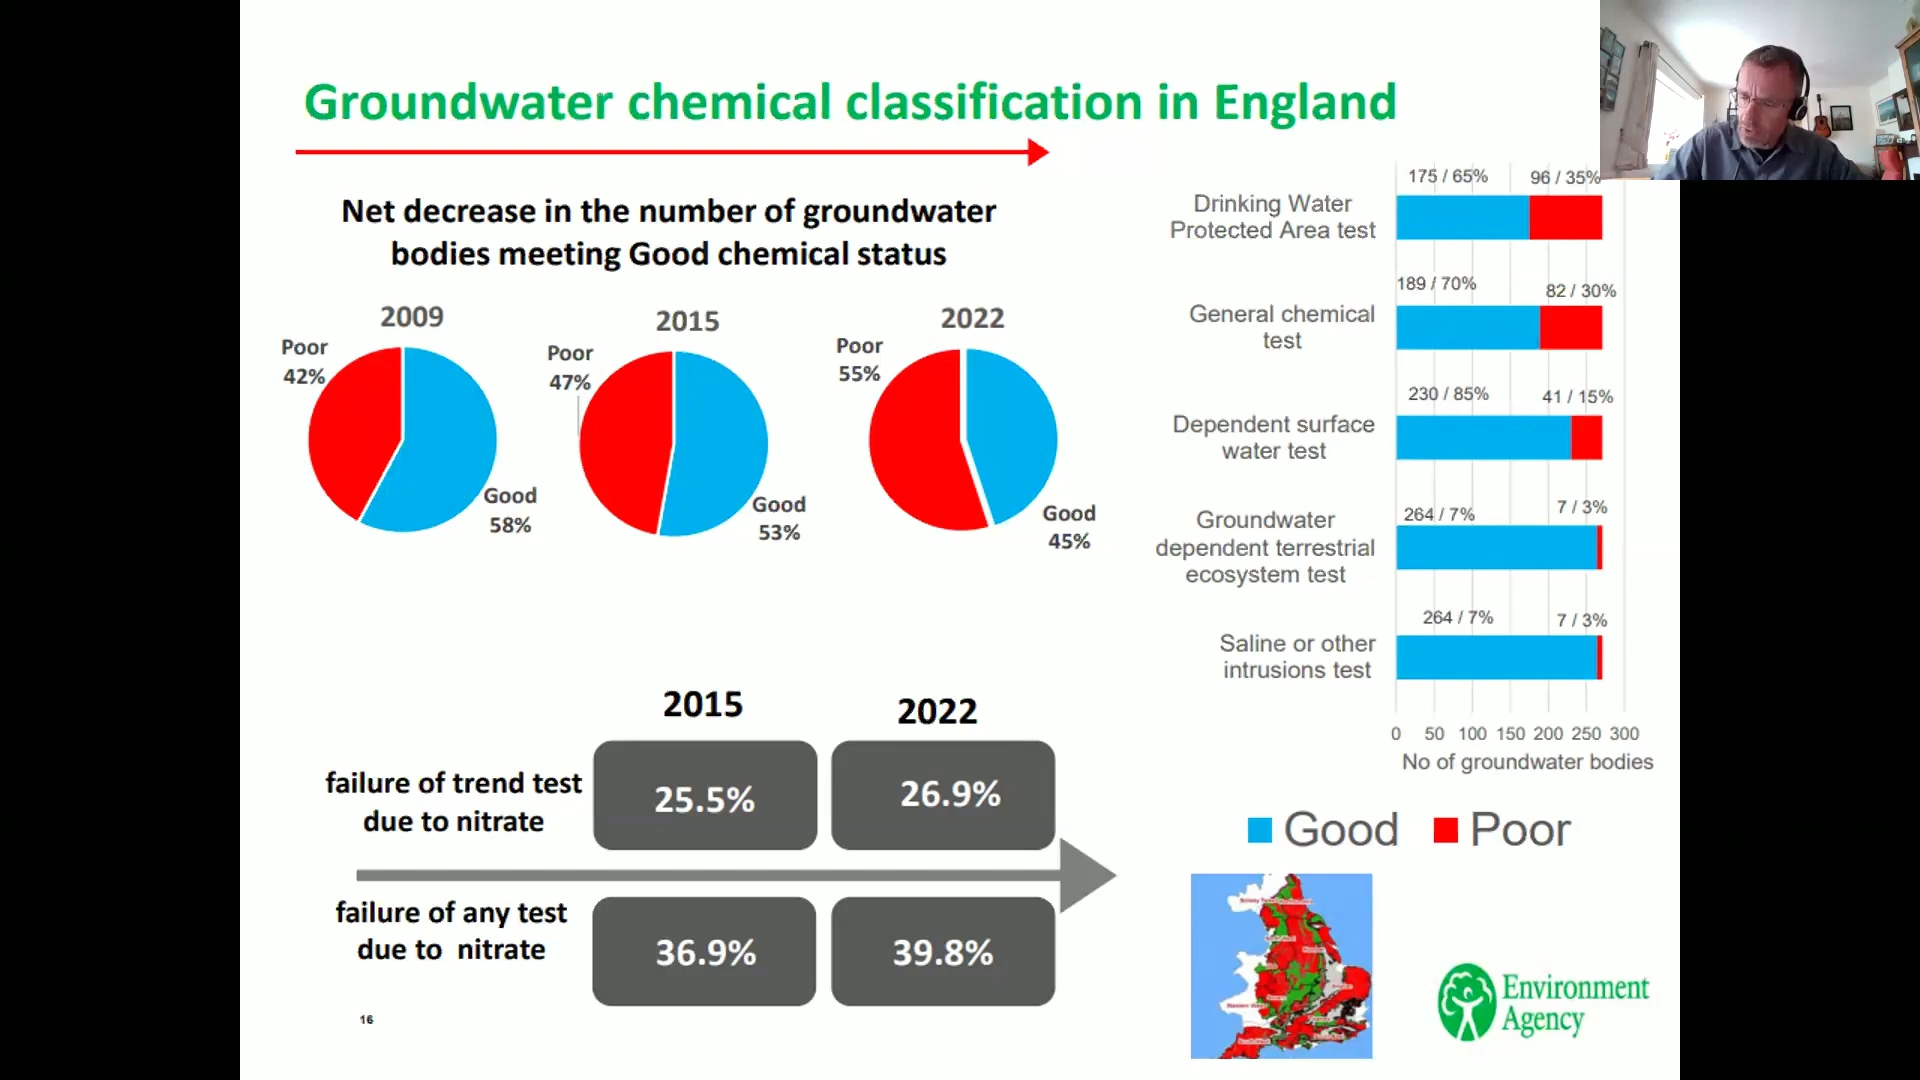 Groundwater chemical classification in England
Net decrease in the number of groundwater
bodies meeting Good chemical status
2009
Poor
42%
Good
58%
2015
Poor
47%
Good
53%
2022
Poor
55%
Good
45%
2015
2022
failure of trend test
due to nitrate
25.5%
26.9%
failure of any test
due to nitrate
36.9%
39.8%
16
175 / 65%
96 / 35%
Drinking Water
Protected Area test
189 / 70%
82 / 30%
General chemical
test
230 / 85%
41 / 15%
Dependent surface
water test
264 / 7%
7 / 3%
Groundwater
dependent terrestrial
ecosystem test
264 / 7%
7 / 3%
Saline or other
intrusions test
0 50 100 150 200 250 300
No of groundwater bodies
Good Poor
Environment
Agency